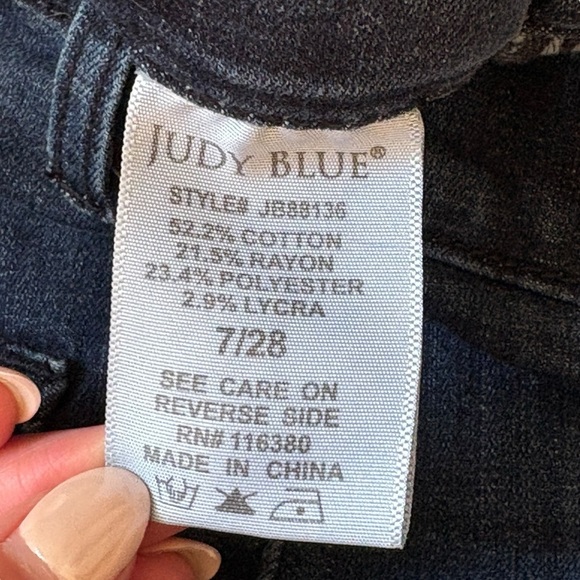 JUDY BLUE®
STYLE# JB88136
52.2% COTTON
21.5% RAYON
23.4% POLYESTER
2.9% LYCRA
7/28
SEE CARE ON
REVERSE SIDE
RN# 116380
MADE IN CHINA